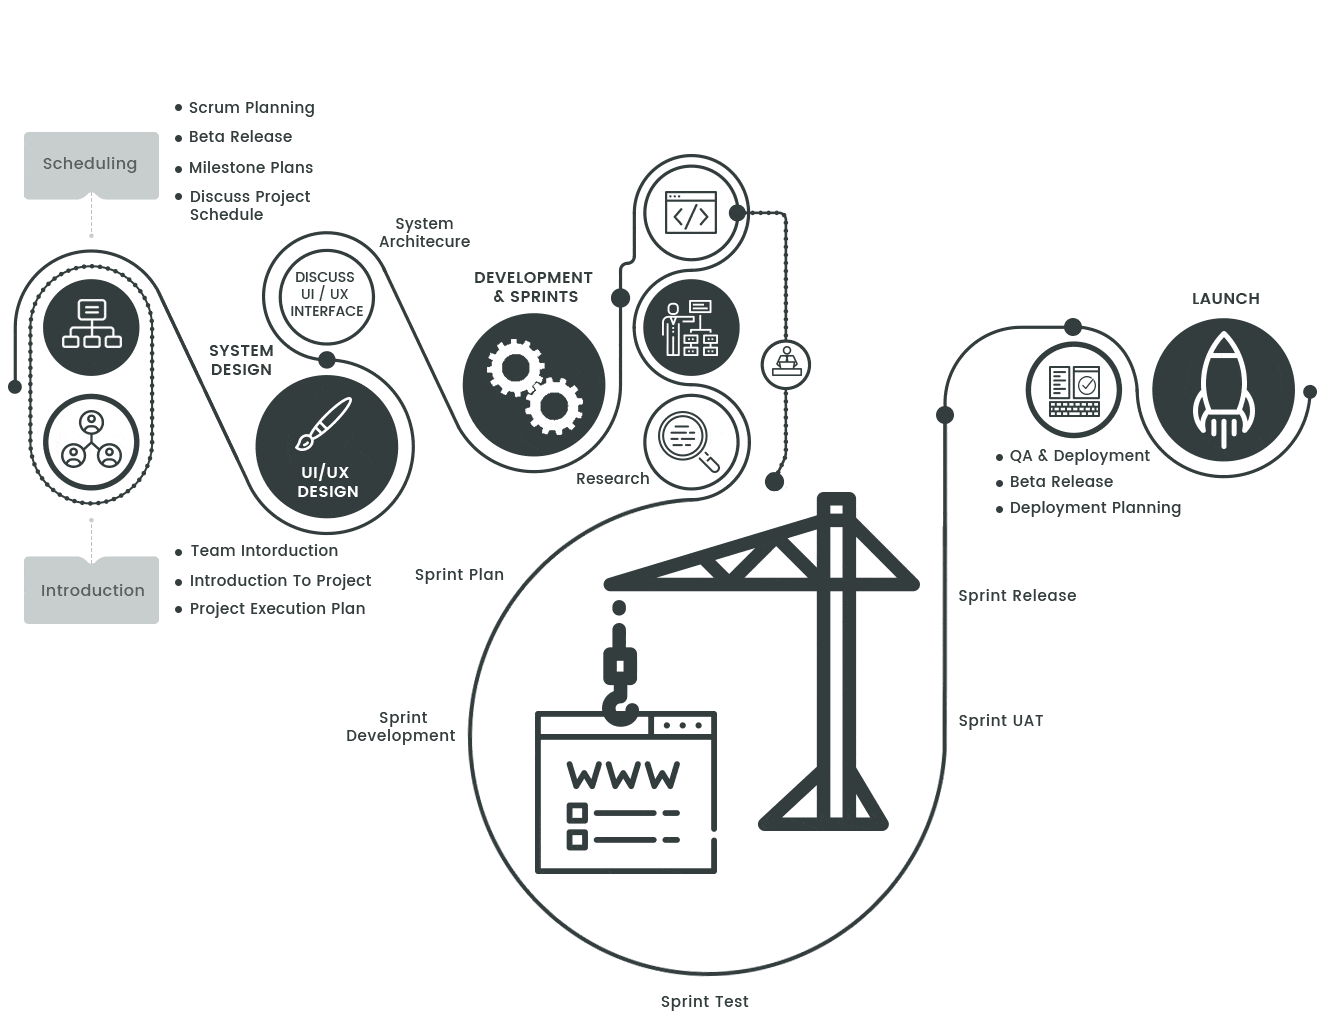 Scheduling
Scrum Planning
Beta Release
Milestone Plans
Discuss Project
Schedule
SYSTEM
DESIGN
DISCUSS
UI / UX
INTERFACE
UI/UX
DESIGN
System
Architecure
DEVELOPMENT
& SPRINTS
Research
Introduction
Team Intorduction
Introduction To Project
Project Execution Plan
Sprint Plan
Sprint
Development
WWW
Sprint Test
Sprint UAT
Sprint Release
QA & Deployment
Beta Release
Deployment Planning
LAUNCH